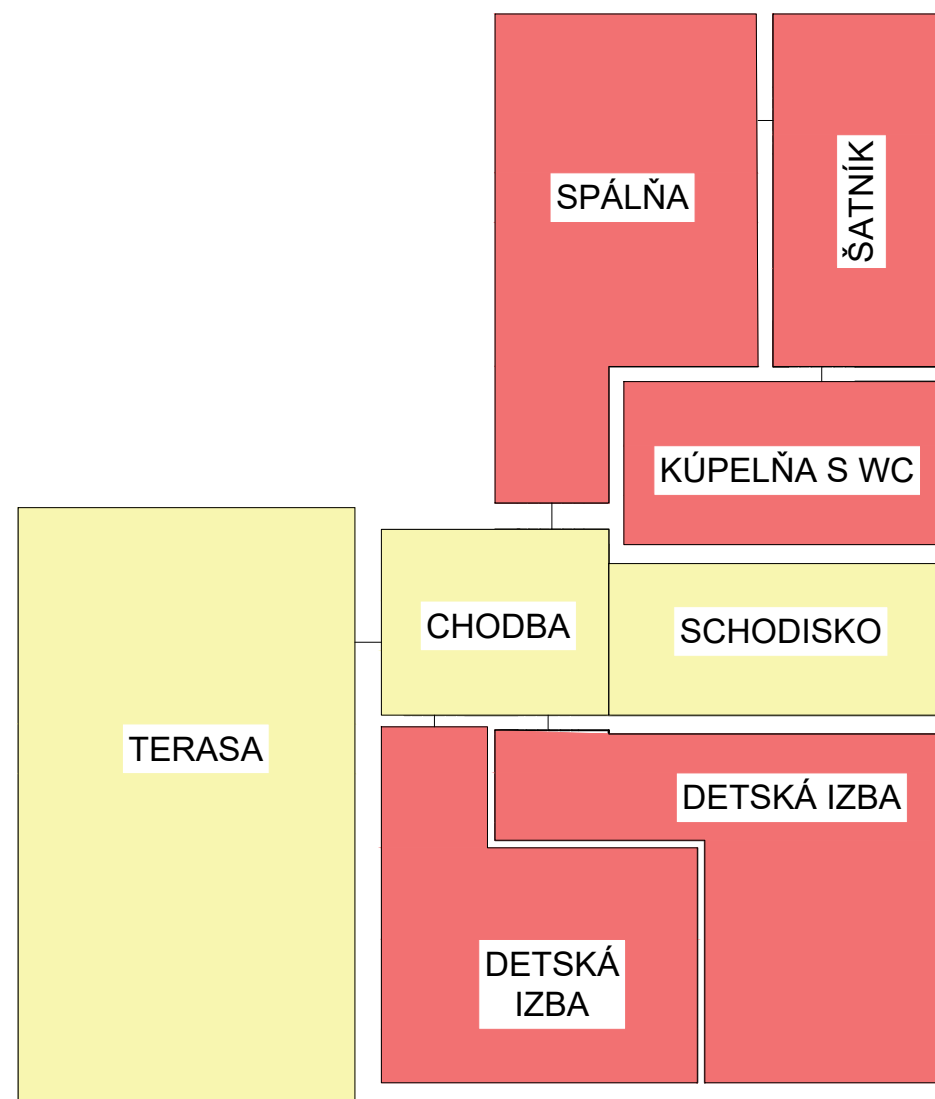 SPÁLŇA
ŠATNÍK
KÚPELŇA S WC
CHODBA
SCHODISKO
TERASA
DETSKÁ IZBA
DETSKÁ
IZBA